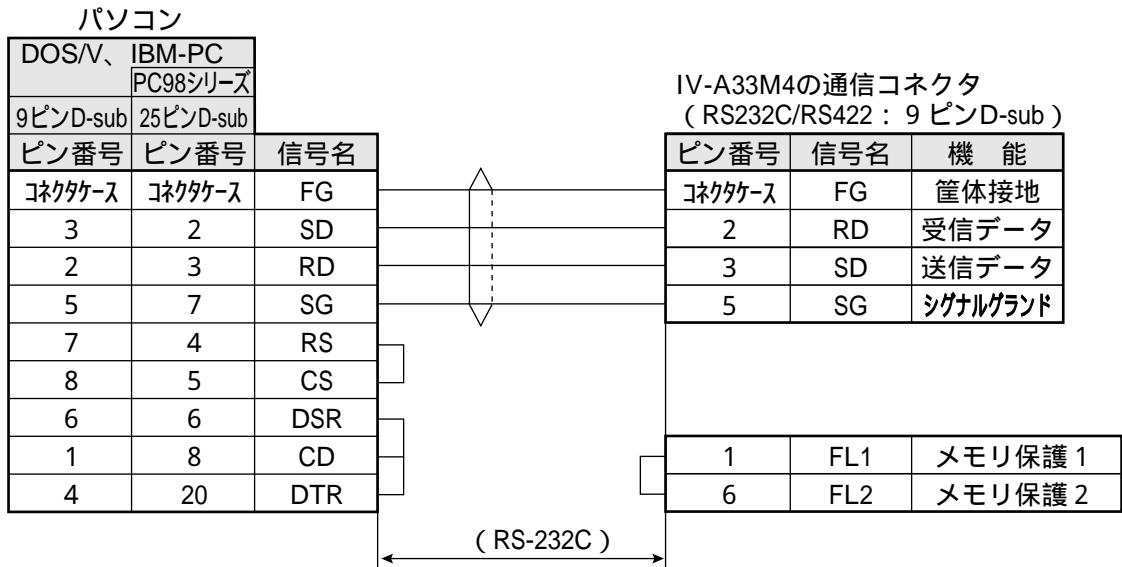 パソコン
DOS/V、 IBM-PC
PC98シリーズ
9ピンD-sub 25ピンD-sub
ピン番号 ピン番号 信号名
コネクタケース コネクタケース FG
3 2 SD
2 3 RD
5 7 SG
7 4 RS
8 5 CS
6 6 DSR
1 8 CD
4 20 DTR
(RS-232C)
IV-A33M4の通信コネクタ
(RS232C/RS422:9ピンD-sub)
ピン番号 信号名 機 能
コネクタケース FG 筐体接地
2 RD 受信データ
3 SD 送信データ
5 SG シグナルグランド
1 FL1 メモリ保護1
6 FL2 メモリ保護2